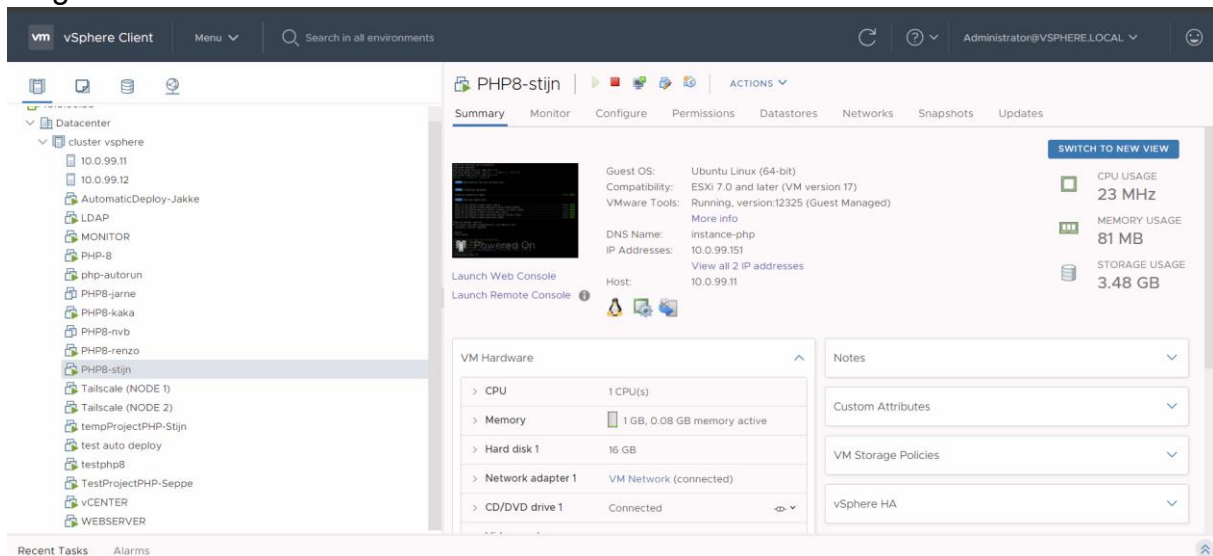 vm vSphere Client Menu Search in all environments Administrator@VSPHERE.LOCAL
Datacenter
cluster vsphere
10.0.99.11
10.0.99.12
AutomaticDeploy-Jakke
LDAP
MONITOR
PHP-8
php-autorun
PHP8-jarne
PHP8-kaka
PHP8-nvb
PHP8-renzo
PHP8-stijn
Tailscale (NODE 1)
Tailscale (NODE 2)
tempProjectPHP-Stijn
test auto deploy
testphp8
TestProjectPHP-Seppe
vCENTER
WEBSERVER
PHP8-stijn ACTIONS
Summary Monitor Configure Permissions Datastores Networks Snapshots Updates
SWITCH TO NEW VIEW
Powered On
Launch Web Console
Launch Remote Console
Guest OS: Ubuntu Linux (64-bit)
Compatibility: ESXi 7.0 and later (VM version 17)
VMware Tools: Running, version:12325 (Guest Managed)
More info
DNS Name: instance-php
IP Addresses: 10.0.99.151
View all 2 IP addresses
Host: 10.0.99.11
CPU USAGE
23 MHz
MEMORY USAGE
81 MB
STORAGE USAGE
3.48 GB
VM Hardware
CPU 1 CPU(s)
Memory 1 GB, 0.08 GB memory active
Hard disk 1 16 GB
Network adapter 1 VM Network (connected)
CD/DVD drive 1 Connected
Notes
Custom Attributes
VM Storage Policies
vSphere HA
Recent Tasks Alarms